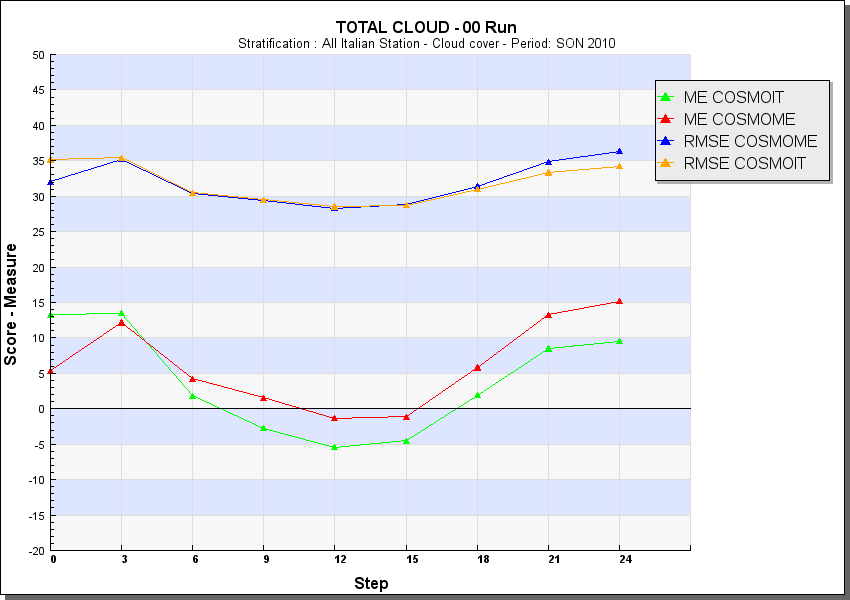 TOTAL CLOUD - 00 Run
Stratification : All Italian Station - Cloud cover - Period: SON 2010
50
45
40
35
30
25
20
15
10
5
0
-5
-10
-15
-20
Score - Measure
0 3 6 9 12 15 18 21 24
Step
ME COSMOIT
ME COSMOME
RMSE COSMOME
RMSE COSMOIT